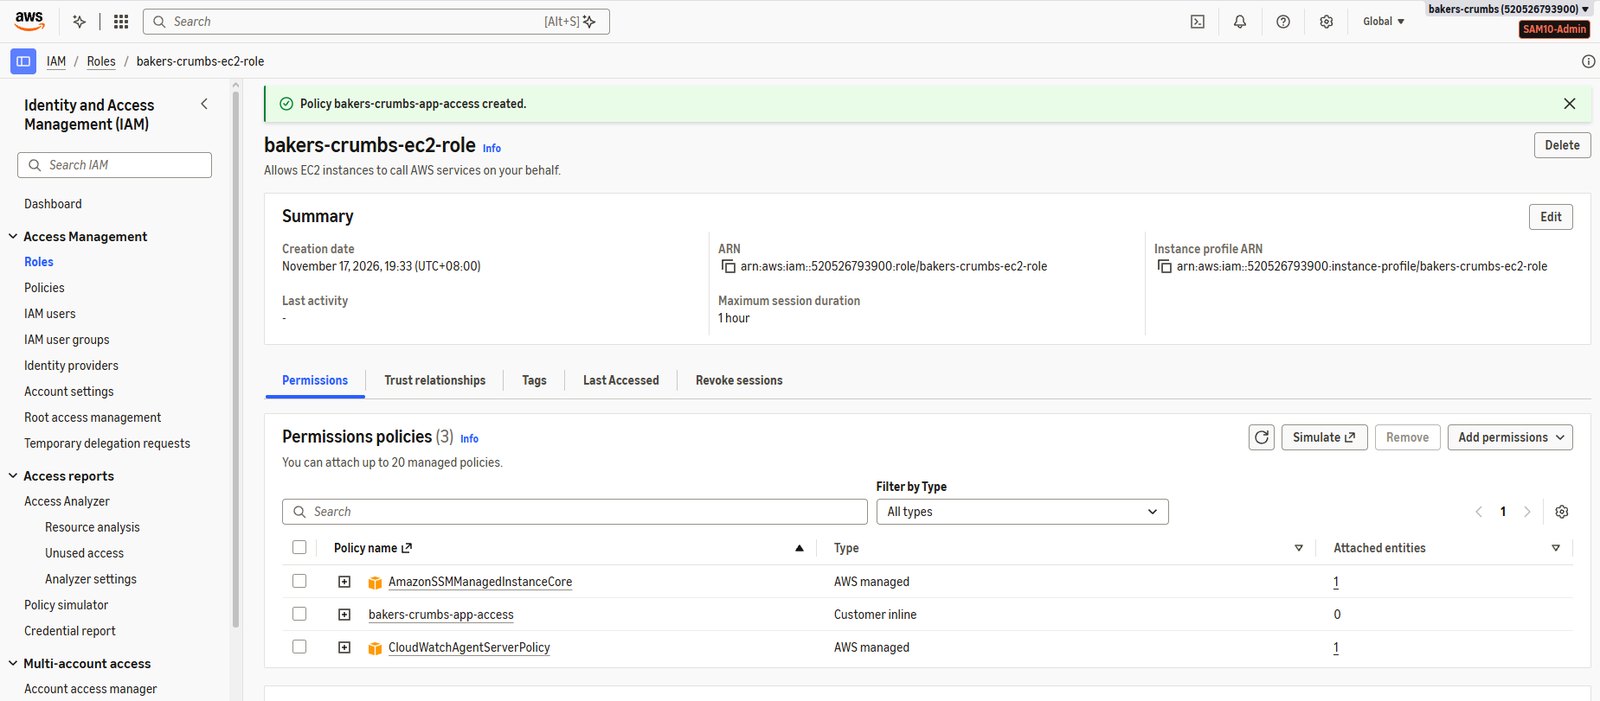 aws
Search [Alt+S]
Global
bakers-crumbs (520526793900)
SAM10-Admin
IAM / Roles / bakers-crumbs-ec2-role
Identity and Access
Management (IAM)
Search IAM
Dashboard
Access Management
Roles
Policies
IAM users
IAM user groups
Identity providers
Account settings
Root access management
Temporary delegation requests
Access reports
Access Analyzer
Resource analysis
Unused access
Analyzer settings
Policy simulator
Credential report
Multi-account access
Account access manager
Policy bakers-crumbs-app-access created.
bakers-crumbs-ec2-role Info
Delete
Allows EC2 instances to call AWS services on your behalf.
Summary
Edit
Creation date
November 17, 2026, 19:33 (UTC+08:00)
Last activity
-
ARN
arn:aws:iam::520526793900:role/bakers-crumbs-ec2-role
Maximum session duration
1 hour
Instance profile ARN
arn:aws:iam::520526793900:instance-profile/bakers-crumbs-ec2-role
Permissions Trust relationships Tags Last Accessed Revoke sessions
Permissions policies (3) Info
Simulate Remove Add permissions
You can attach up to 20 managed policies.
Filter by Type
Search All types 1
Policy name Type Attached entities
AmazonSSMManagedInstanceCore AWS managed 1
bakers-crumbs-app-access Customer inline 0
CloudWatchAgentServerPolicy AWS managed 1